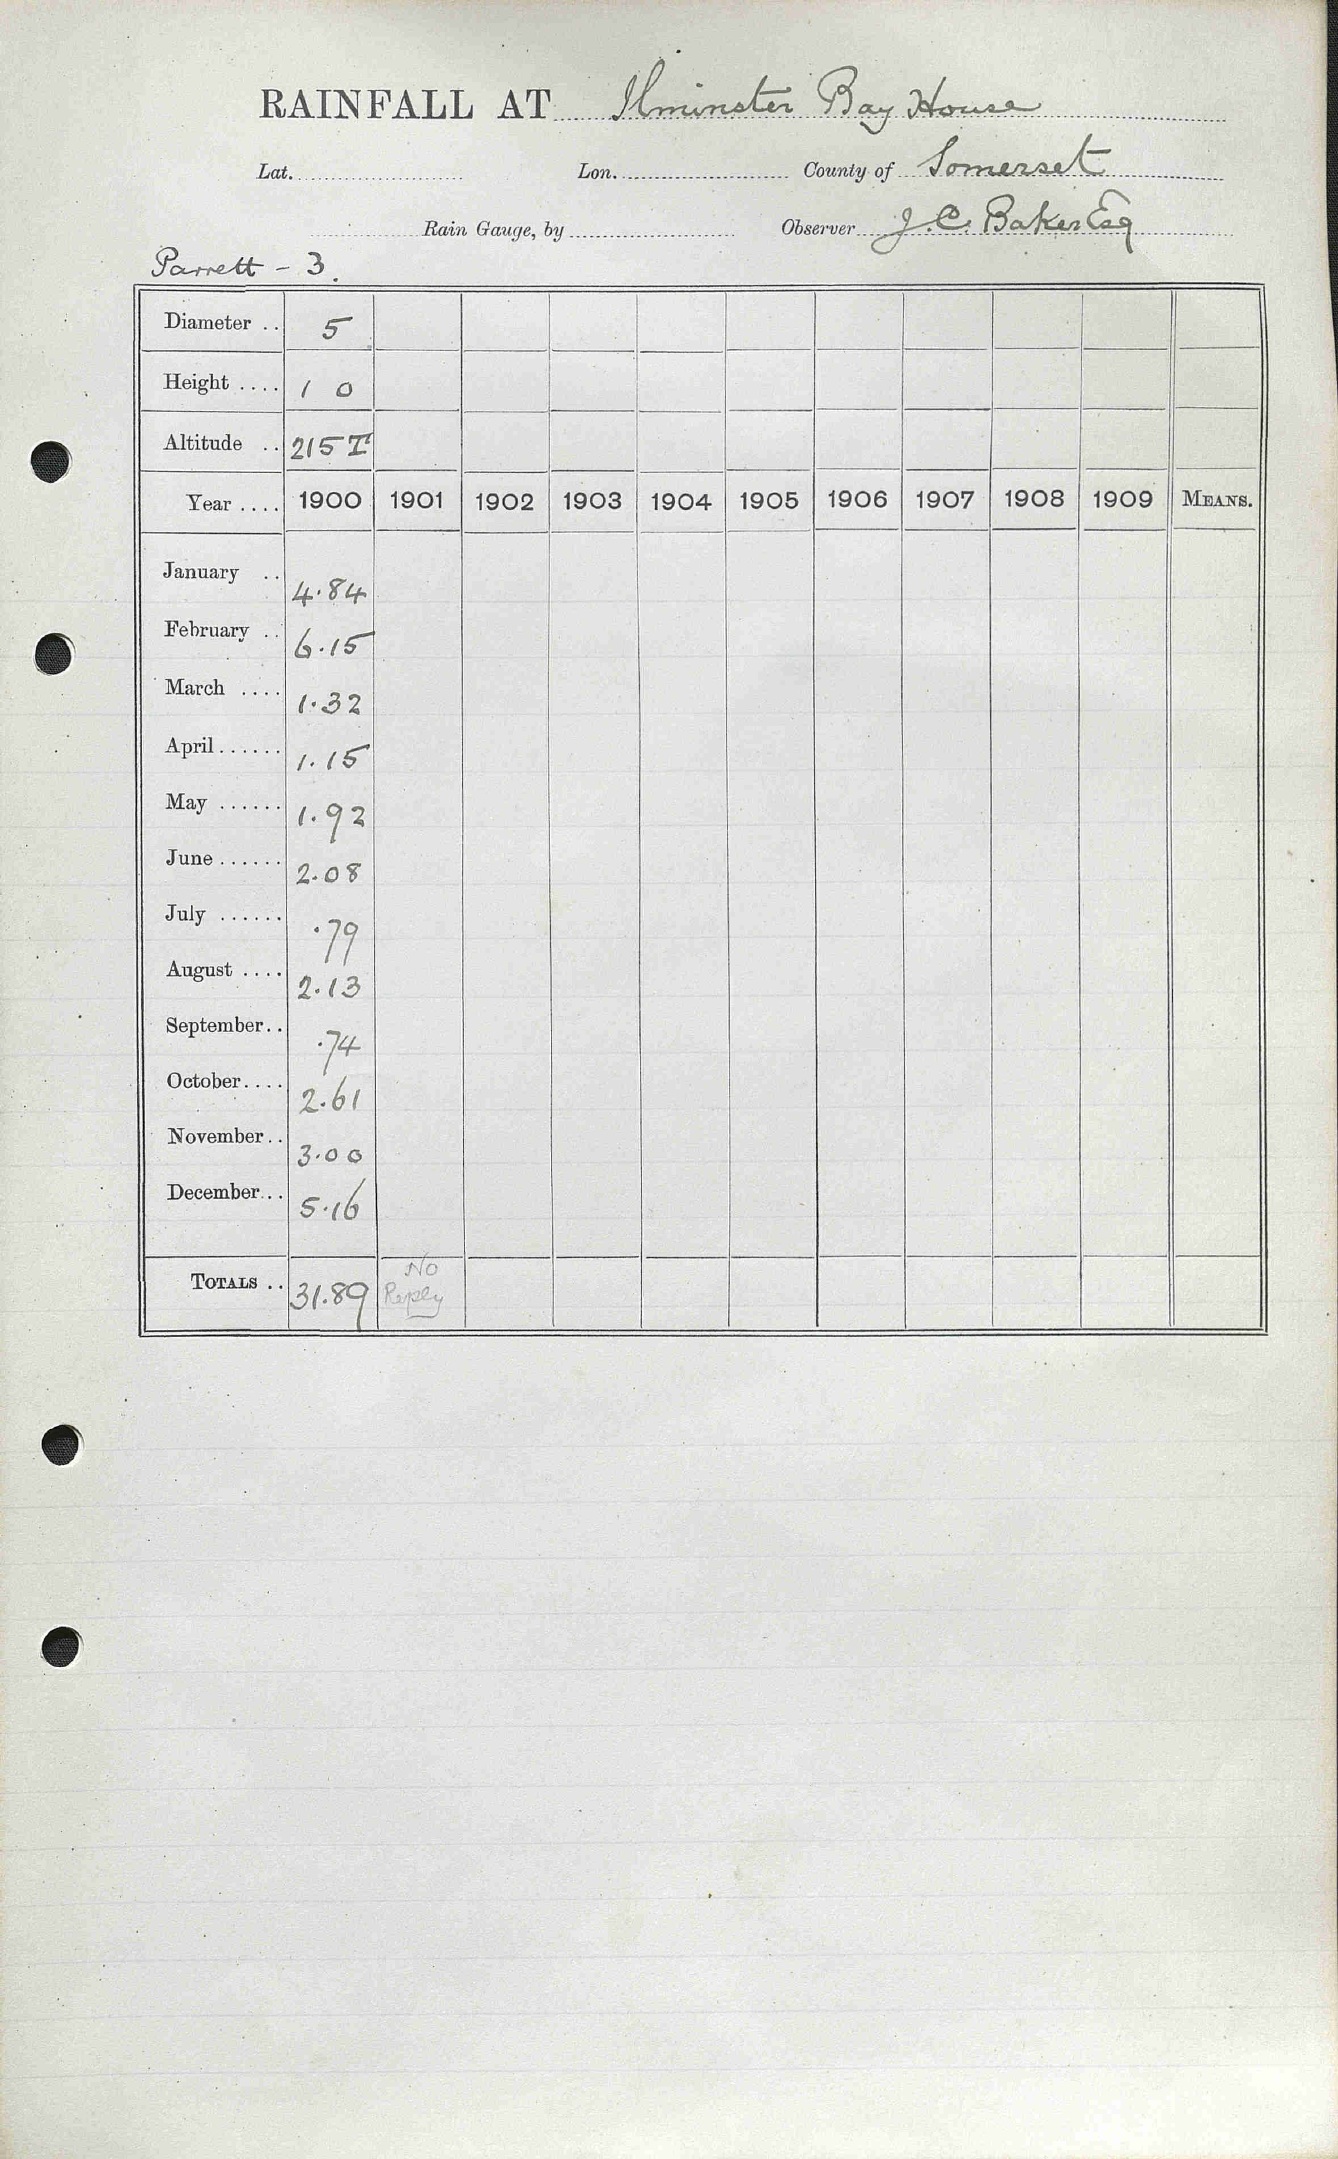 RAINFALL AT Ilminster Bay House
Lat. Lon. County of Somerset
Rain Gauge, by Observer J. C. Baker Esq
Parrett - 3.
Diameter .. 5
Height .... 1 0
Altitude .. 215 T
Year .... 1900 1901 1902 1903 1904 1905 1906 1907 1908 1909 MEANS.
January .. 4.84
February .. 6.15
March .... 1.32
April ...... 1.15
May ...... 1.92
June ...... 2.08
July ...... .79
August .... 2.13
September .. .74
October .... 2.61
November .. 3.00
December .. 5.16
TOTALS .. 31.89 No Reply